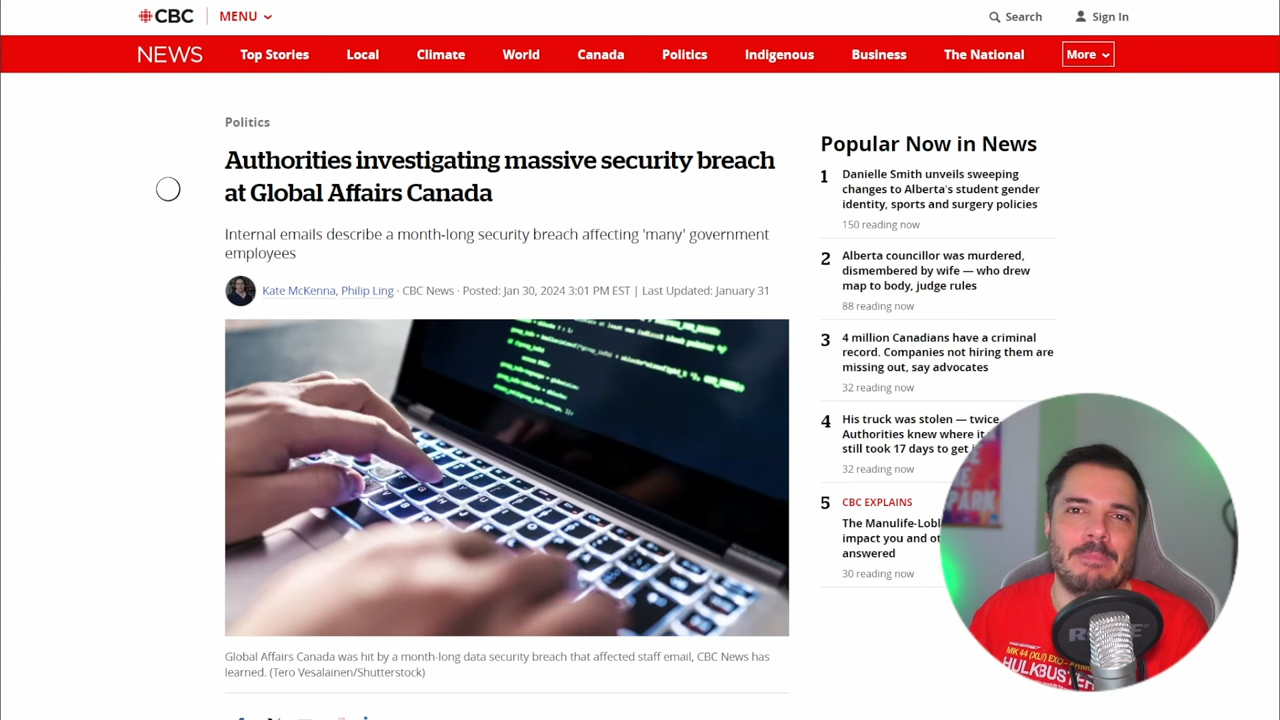 CBC
MENU
Search
Sign In
NEWS
Top Stories
Local
Climate
World
Canada
Politics
Indigenous
Business
The National
More
Politics
Authorities investigating massive security breach
at Global Affairs Canada
Internal emails describe a month-long security breach affecting 'many' government
employees
Kate McKenna, Philip Ling · CBC News · Posted: Jan 30, 2024 3:01 PM EST | Last Updated: January 31
Global Affairs Canada was hit by a month-long data security breach that affected staff email, CBC News has
learned. (Tero Vesalainen/Shutterstock)
Popular Now in News
1
Danielle Smith unveils sweeping
changes to Alberta's student gender
identity, sports and surgery policies
150 reading now
2
Alberta councillor was murdered,
dismembered by wife — who drew
map to body, judge rules
88 reading now
3
4 million Canadians have a criminal
record. Companies not hiring them are
missing out, say advocates
32 reading now
4
His truck was stolen — twice.
Authorities knew where it
still took 17 days to get
32 reading now
5
CBC EXPLAINS
The Manulife-Lobl
impact you and ot
answered
30 reading now
PARK
MK 44 (XLI) EXO
HULKBUSTE